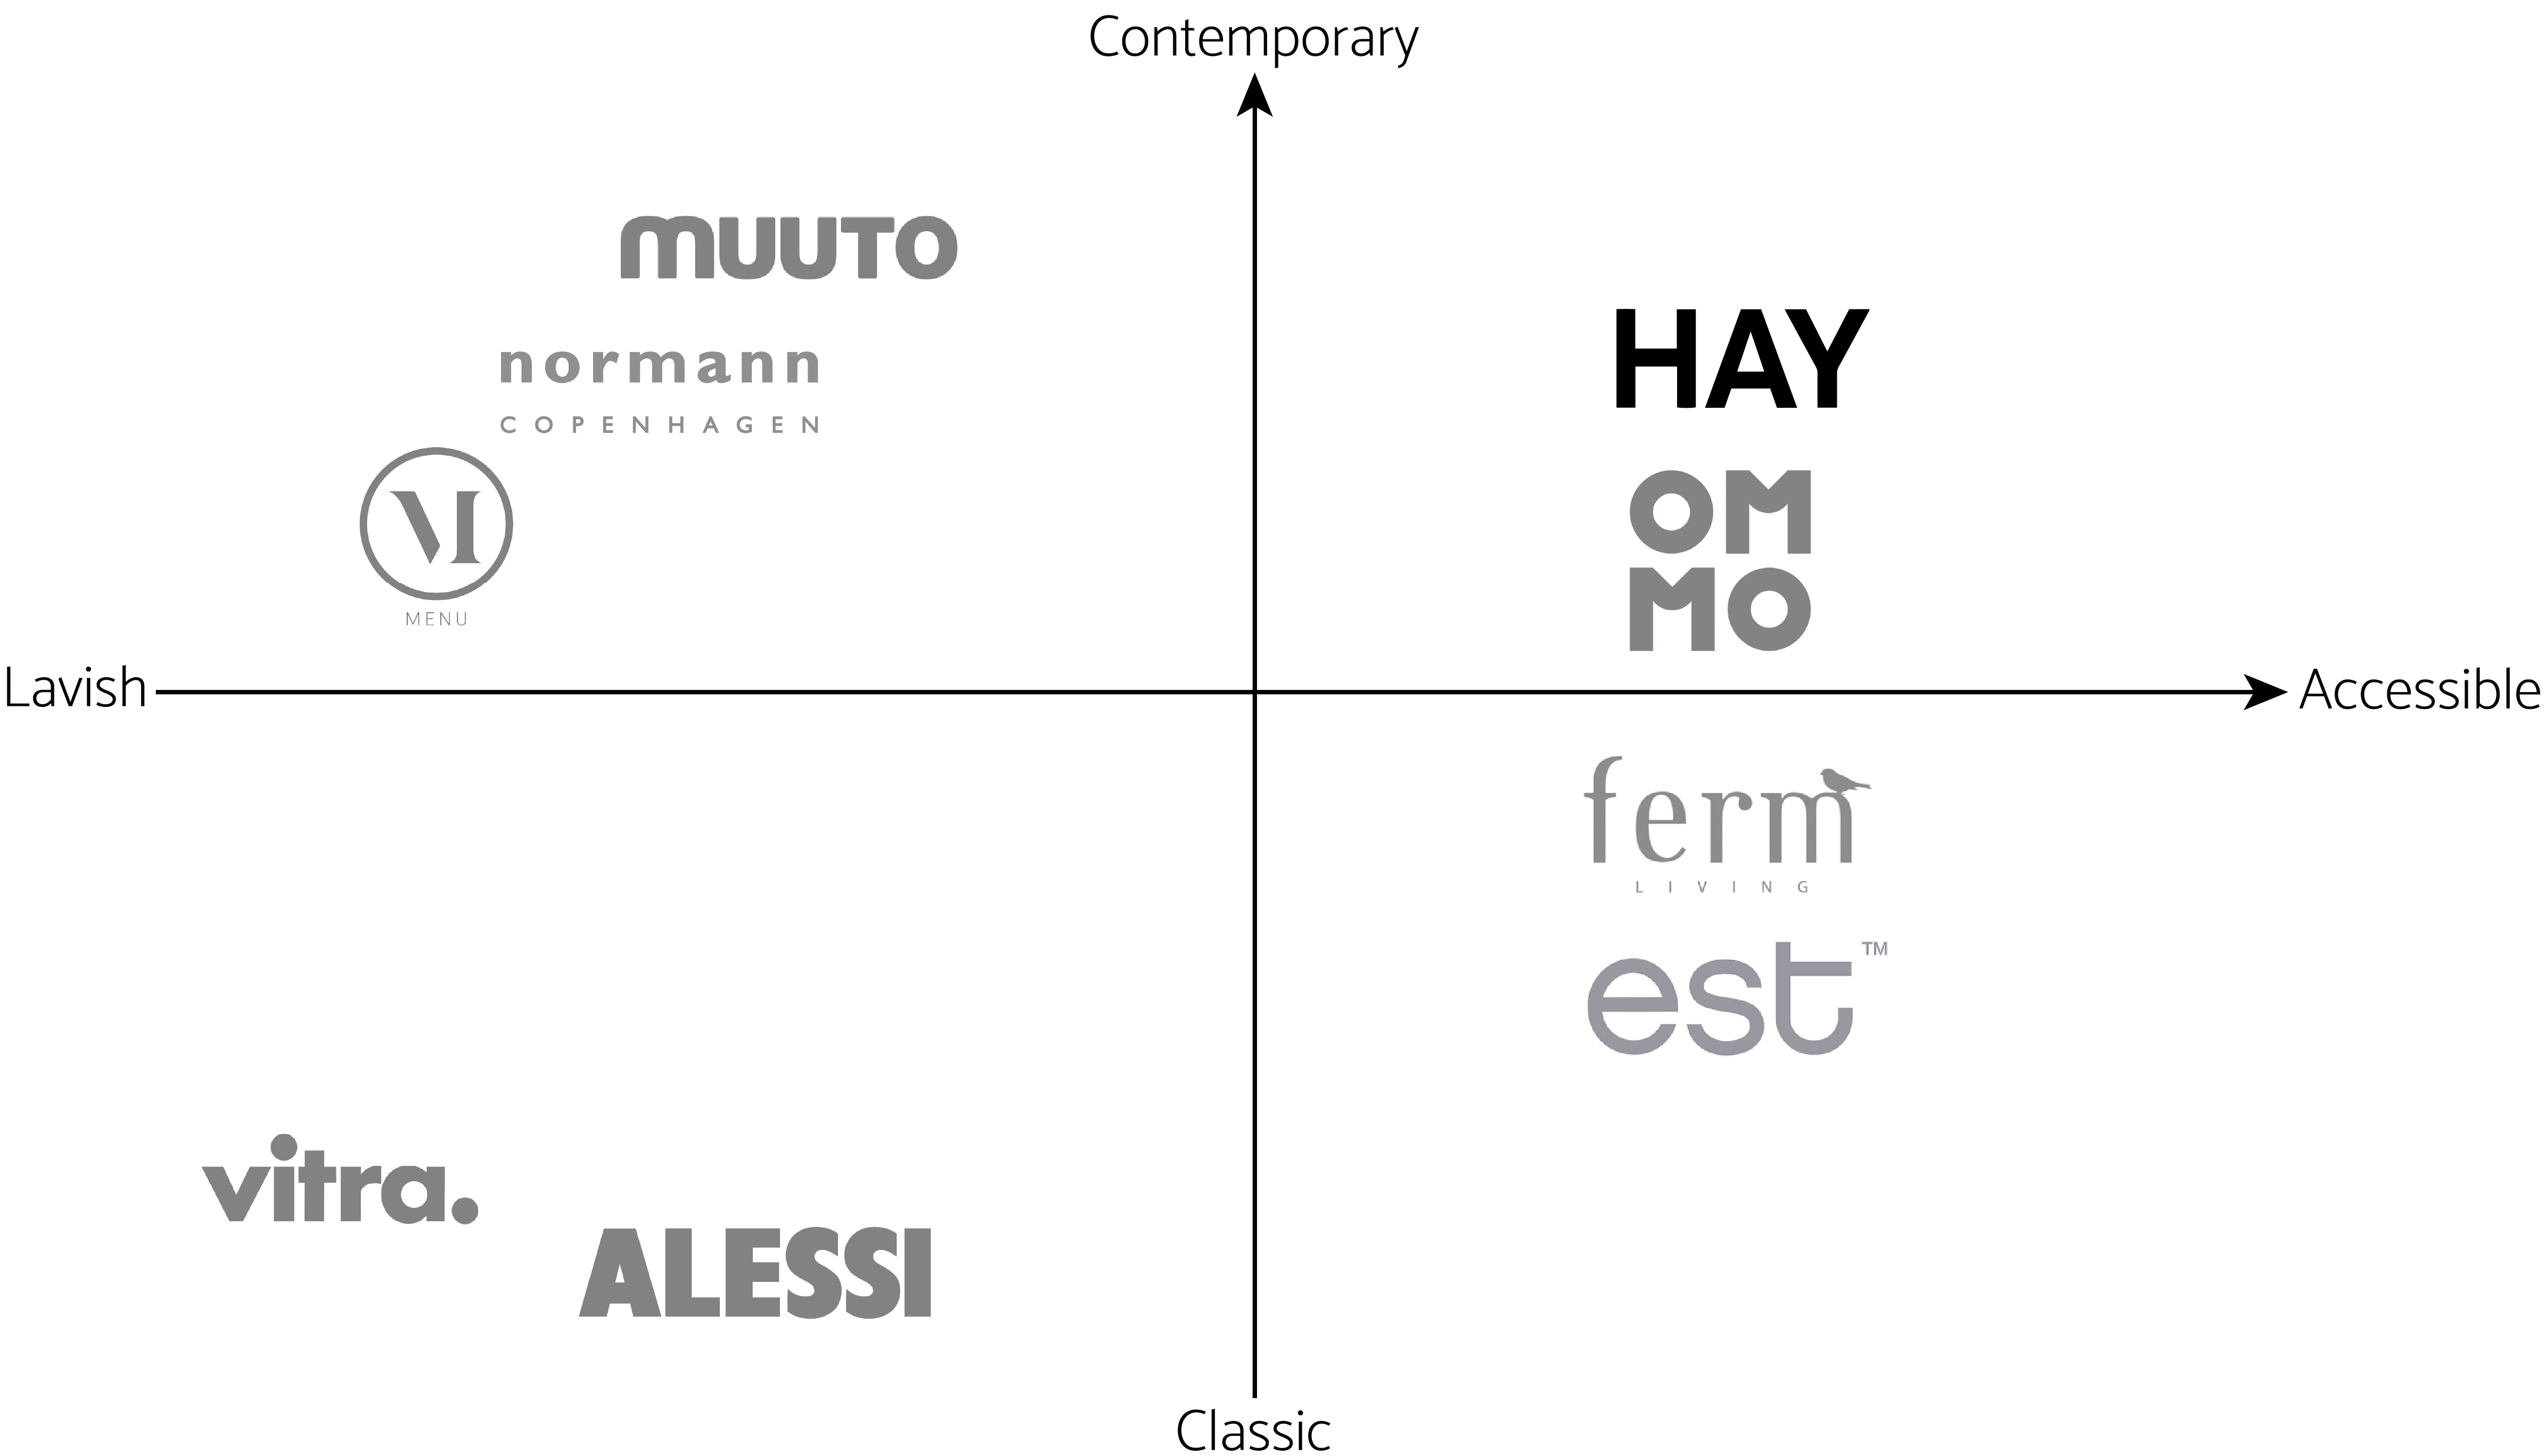 Contemporary
MUUTO
normann
COPENHAGEN
HAY
OM
MO
M
MENU
Lavish
Accessible
ferm
LIVING
est™
vitra.
ALESSI
Classic